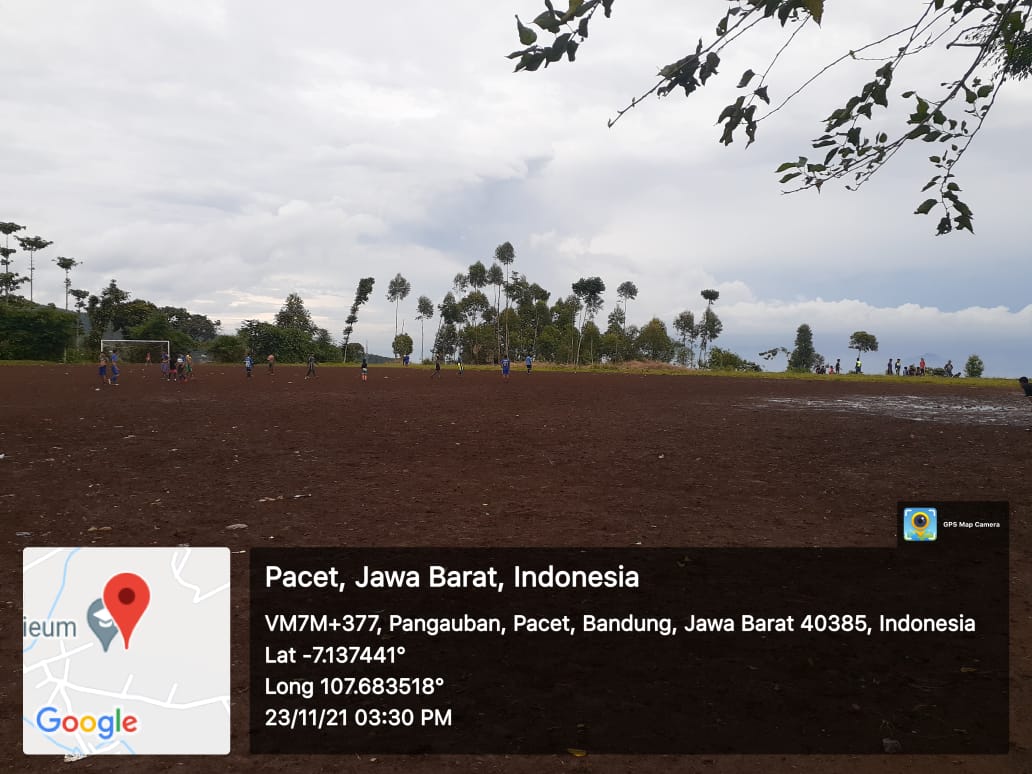 GPS Map Camera
ieum
Google
Pacet, Jawa Barat, Indonesia
VM7M+377, Pangauban, Pacet, Bandung, Jawa Barat 40385, Indonesia
Lat -7.137441°
Long 107.683518°
23/11/21 03:30 PM